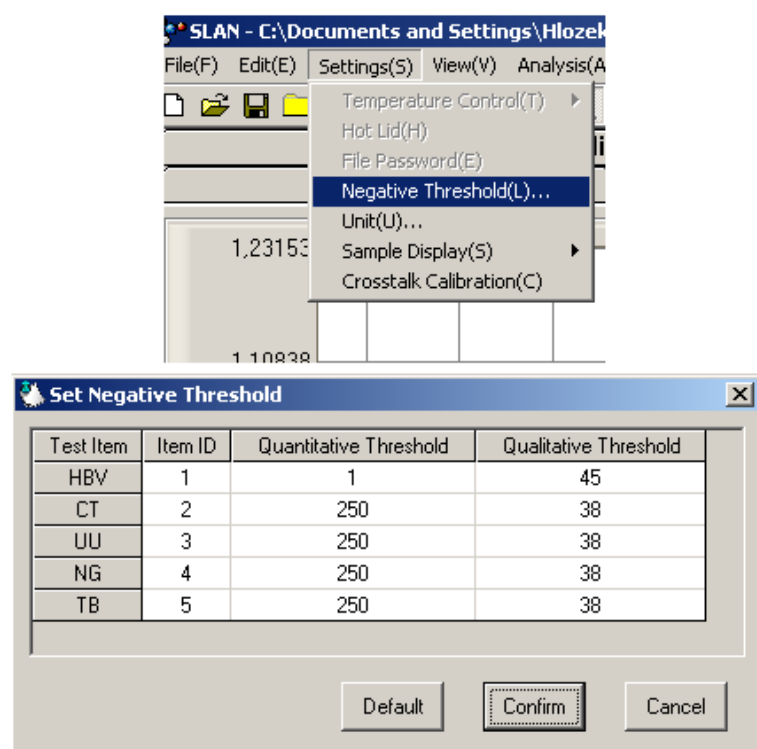 SLAN - C:\Documents and Settings\Hlozek
File(F) Edit(E) Settings(S) View(V) Analysis(A
Temperature Control(T)
Hot Lid(H)
File Password(E)
Negative Threshold(L)...
Unit(U)...
1,23153
Sample Display(S)
Crosstalk Calibration(C)
1,10838
Set Negative Threshold
Test Item Item ID Quantitative Threshold Qualitative Threshold
HBV 1 1 45
CT 2 250 38
UU 3 250 38
NG 4 250 38
TB 5 250 38
Default Confirm Cancel